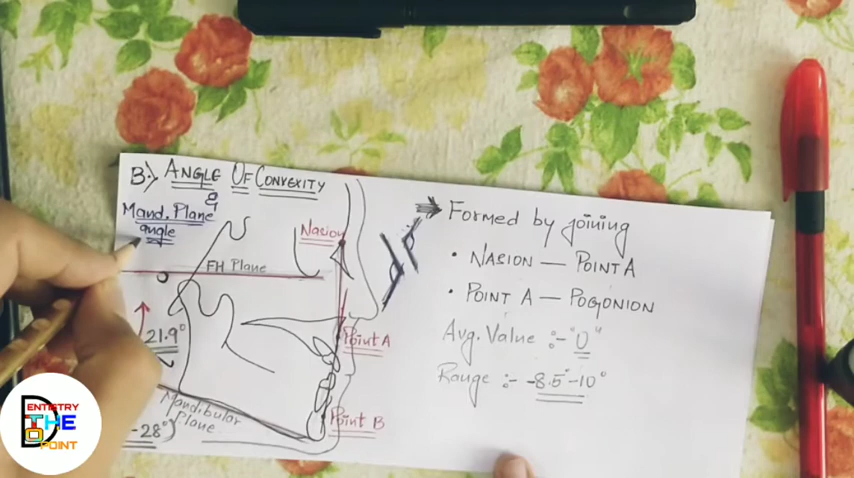 B:) ANGLE OF CONVEXITY
&
Mand. Plane
angle
Nasion
FH Plane
21.9°
Point A
Mandibular
Plane
Point B
-28°)
Formed by joining
• NASION — POINT A
• POINT A — POGONION
Avg. Value :- "0"
Range :- -8.5°-10°
DENTISTRY
THE
TO
POINT